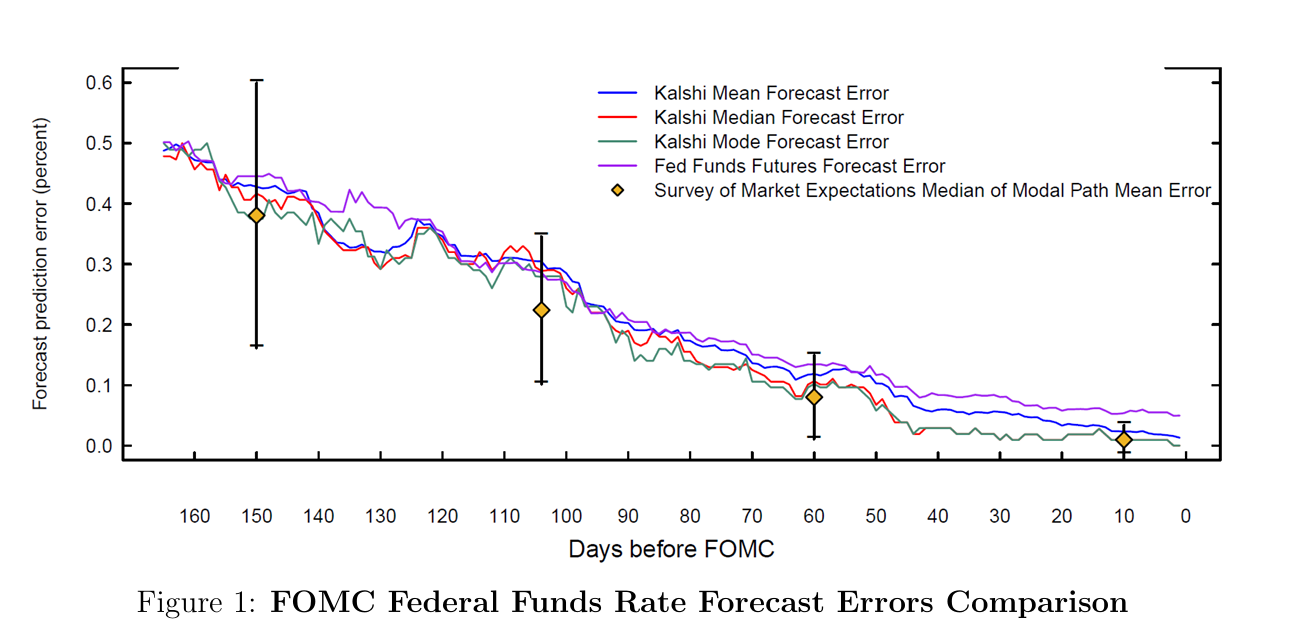 0.6
0.5
0.4
0.3
0.2
0.1
0.0
Forecast prediction error (percent)
Kalshi Mean Forecast Error
Kalshi Median Forecast Error
Kalshi Mode Forecast Error
Fed Funds Futures Forecast Error
Survey of Market Expectations Median of Modal Path Mean Error
160 150 140 130 120 110 100 90 80 70 60 50 40 30 20 10 0
Days before FOMC
Figure 1: FOMC Federal Funds Rate Forecast Errors Comparison